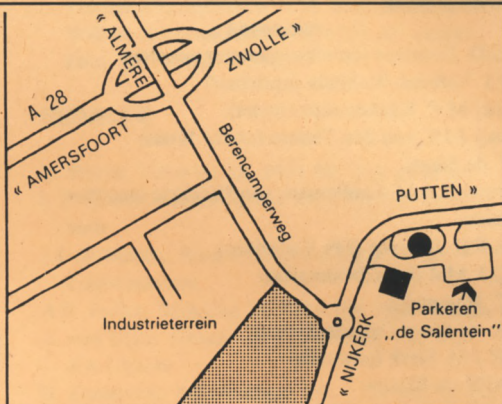 « ALMERE
ZWOLLE »
A 28
« AMERSFOORT
Berencamperweg
PUTTEN »
Industrieterrein
Parkeren
,,de Salentein"
« NIJKERK